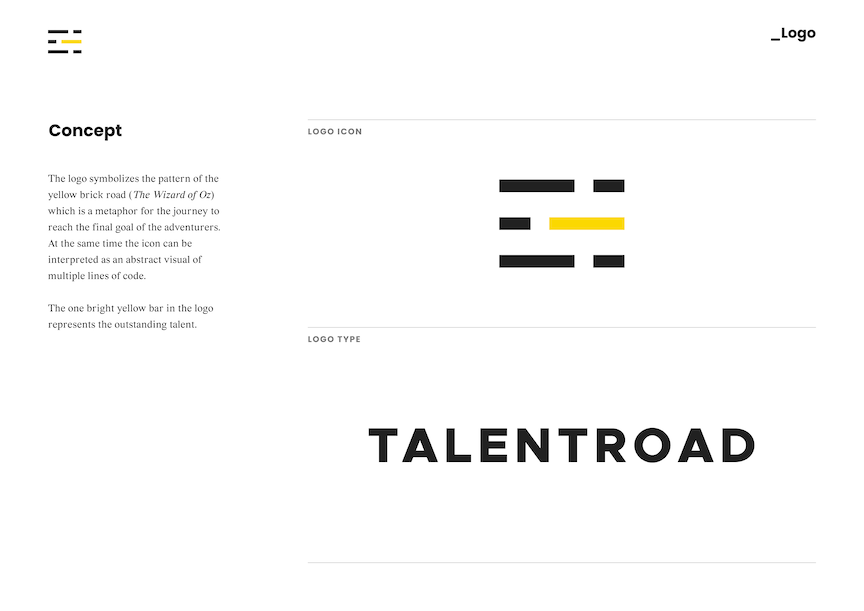 _Logo
Concept
The logo symbolizes the pattern of the
yellow brick road (The Wizard of Oz)
which is a metaphor for the journey to
reach the final goal of the adventurers.
At the same time the icon can be
interpreted as an abstract visual of
multiple lines of code.
The one bright yellow bar in the logo
represents the outstanding talent.
LOGO ICON
LOGO TYPE
TALENTROAD